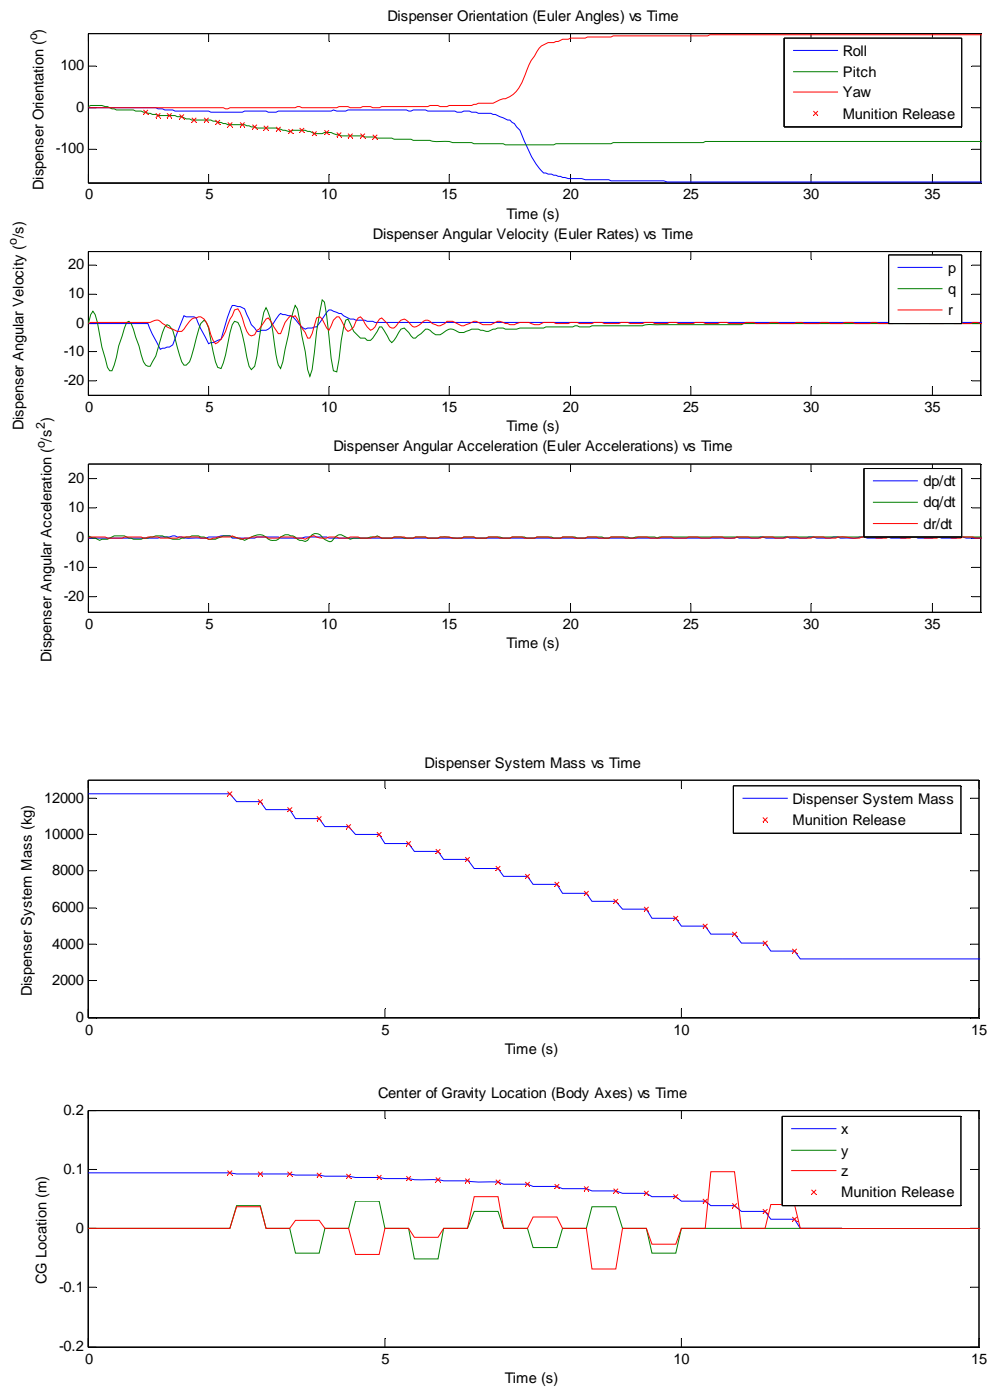 Dispenser Orientation (Euler Angles) vs Time
Dispenser Orientation (°)
100
0
-100
Roll
Pitch
Yaw
Munition Release
0 5 10 15 20 25 30 35
Time (s)
Dispenser Angular Velocity (Euler Rates) vs Time
Dispenser Angular Velocity (°/s)
20
10
0
-10
-20
p
q
r
0 5 10 15 20 25 30 35
Time (s)
Dispenser Angular Acceleration (Euler Accelerations) vs Time
Dispenser Angular Acceleration (°/s²)
20
10
0
-10
-20
dp/dt
dq/dt
dr/dt
0 5 10 15 20 25 30 35
Time (s)
Dispenser System Mass vs Time
Dispenser System Mass (kg)
12000
10000
8000
6000
4000
2000
0
Dispenser System Mass
Munition Release
0 5 10 15
Time (s)
Center of Gravity Location (Body Axes) vs Time
CG Location (m)
0.2
0.1
0
-0.1
-0.2
x
y
z
Munition Release
0 5 10 15
Time (s)